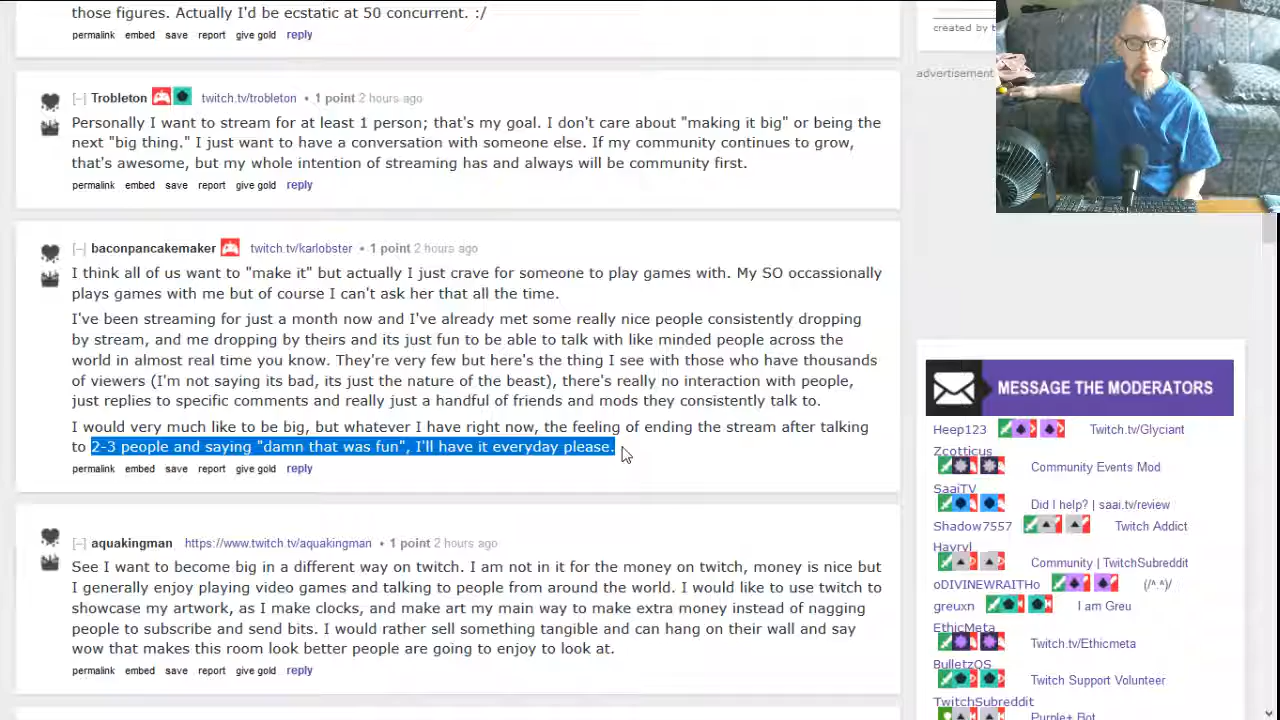 those figures. Actually I'd be ecstatic at 50 concurrent. :/
permalink embed save report give gold reply
created by t
advertisement
[–] Trobleton twitch.tv/trobleton • 1 point 2 hours ago
Personally I want to stream for at least 1 person; that's my goal. I don't care about "making it big" or being the
next "big thing." I just want to have a conversation with someone else. If my community continues to grow,
that's awesome, but my whole intention of streaming has and always will be community first.
permalink embed save report give gold reply
[–] baconpancakemaker twitch.tv/karlobster • 1 point 2 hours ago
I think all of us want to "make it" but actually I just crave for someone to play games with. My SO occassionally
plays games with me but of course I can't ask her that all the time.
I've been streaming for just a month now and I've already met some really nice people consistently dropping
by stream, and me dropping by theirs and its just fun to be able to talk with like minded people across the
world in almost real time you know. They're very few but here's the thing I see with those who have thousands
of viewers (I'm not saying its bad, its just the nature of the beast), there's really no interaction with people,
just replies to specific comments and really just a handful of friends and mods they consistently talk to.
I would very much like to be big, but whatever I have right now, the feeling of ending the stream after talking
to 2-3 people and saying "damn that was fun", I'll have it everyday please.
permalink embed save report give gold reply
[–] aquakingman https://www.twitch.tv/aquakingman • 1 point 2 hours ago
See I want to become big in a different way on twitch. I am not in it for the money on twitch, money is nice but
I generally enjoy playing video games and talking to people from around the world. I would like to use twitch to
showcase my artwork, as I make clocks, and make art my main way to make extra money instead of nagging
people to subscribe and send bits. I would rather sell something tangible and can hang on their wall and say
wow that makes this room look better people are going to enjoy to look at.
permalink embed save report give gold reply
MESSAGE THE MODERATORS
Heep123 Twitch.tv/Glyciant
Zcotticus
Community Events Mod
SaaiTV
Did I help? | saai.tv/review
Shadow7557 Twitch Addict
Havryl
Community | TwitchSubreddit
oDIVINEWRAITHo (/^.^)/
greuxn I am Greu
EthicMeta
Twitch.tv/Ethicmeta
BulletzQS
Twitch Support Volunteer
TwitchSubreddit
Purple+ Bot